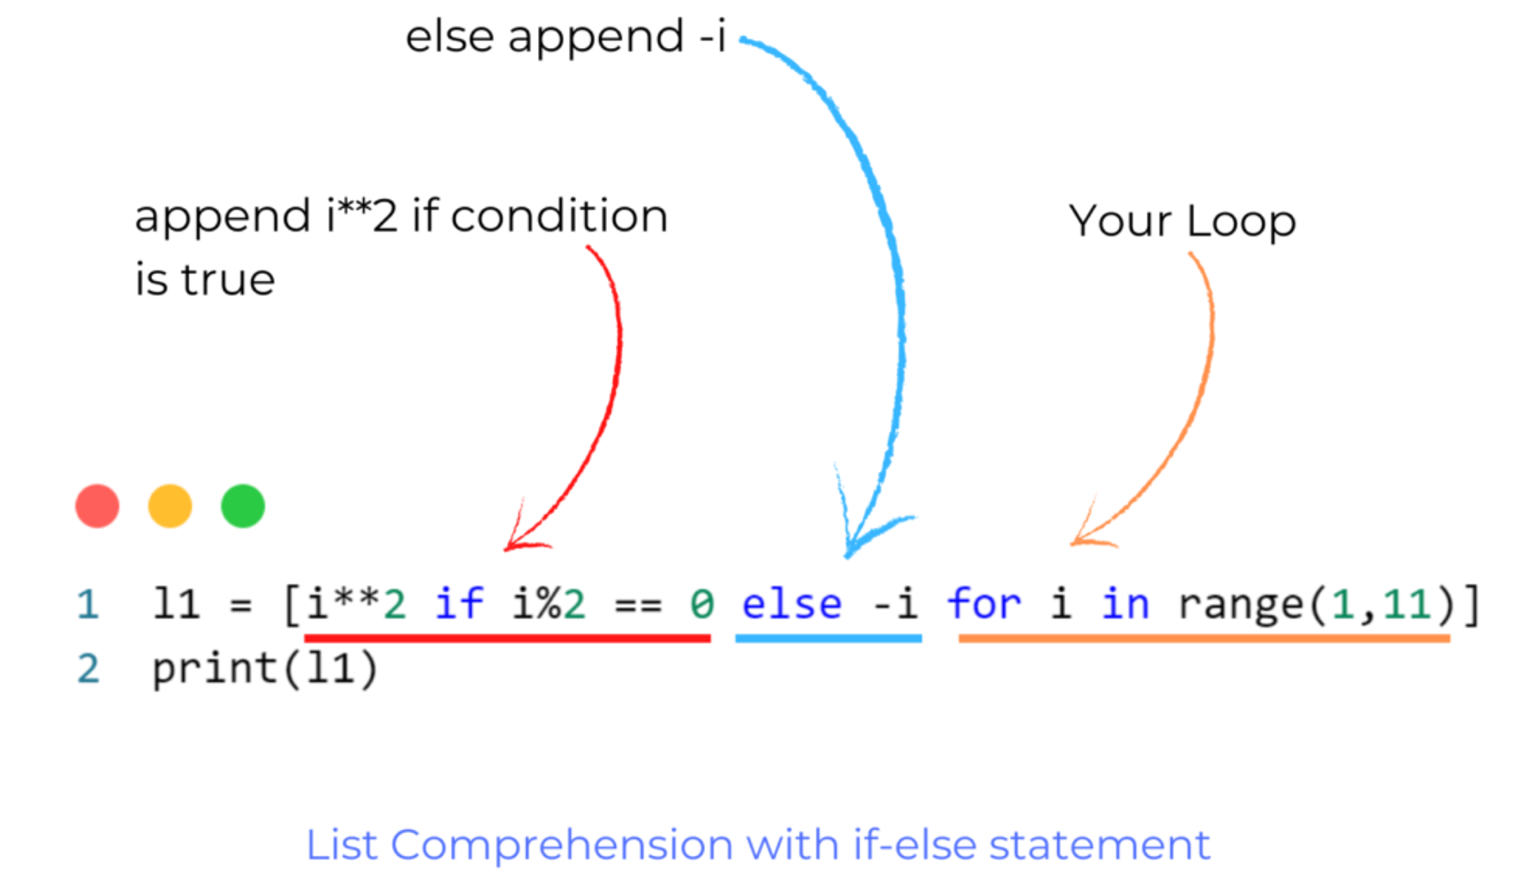 else append -i
append i**2 if condition
is true
Your Loop
1 l1 = [i**2 if i%2 == 0 else -i for i in range(1,11)]
2 print(l1)
List Comprehension with if-else statement